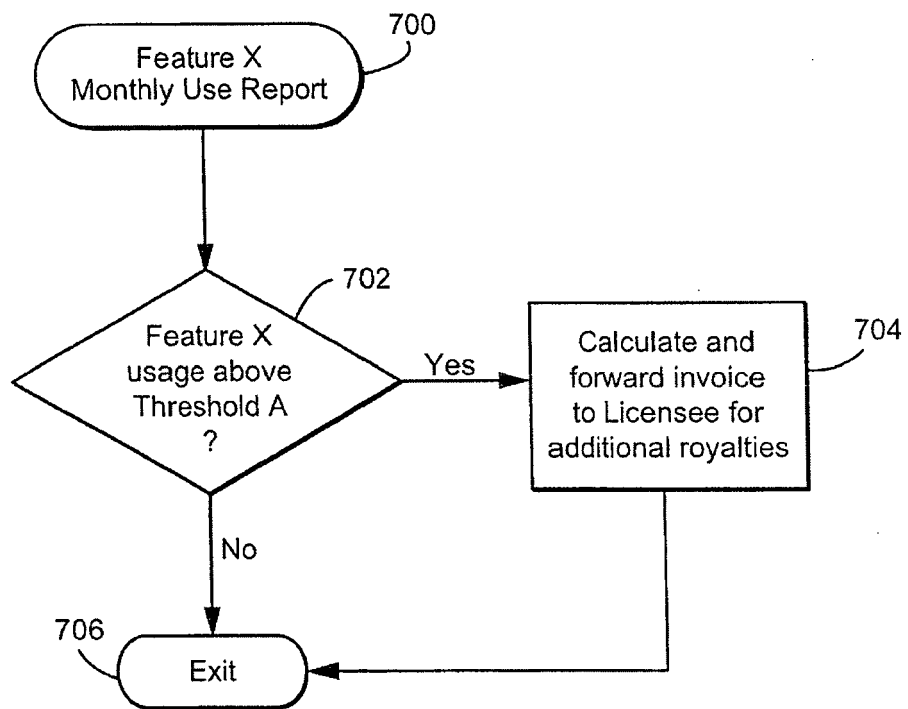 700
Feature X
Monthly Use Report
702
Feature X
usage above
Threshold A
?
Yes
704
Calculate and
forward invoice
to Licensee for
additional royalties
No
706
Exit